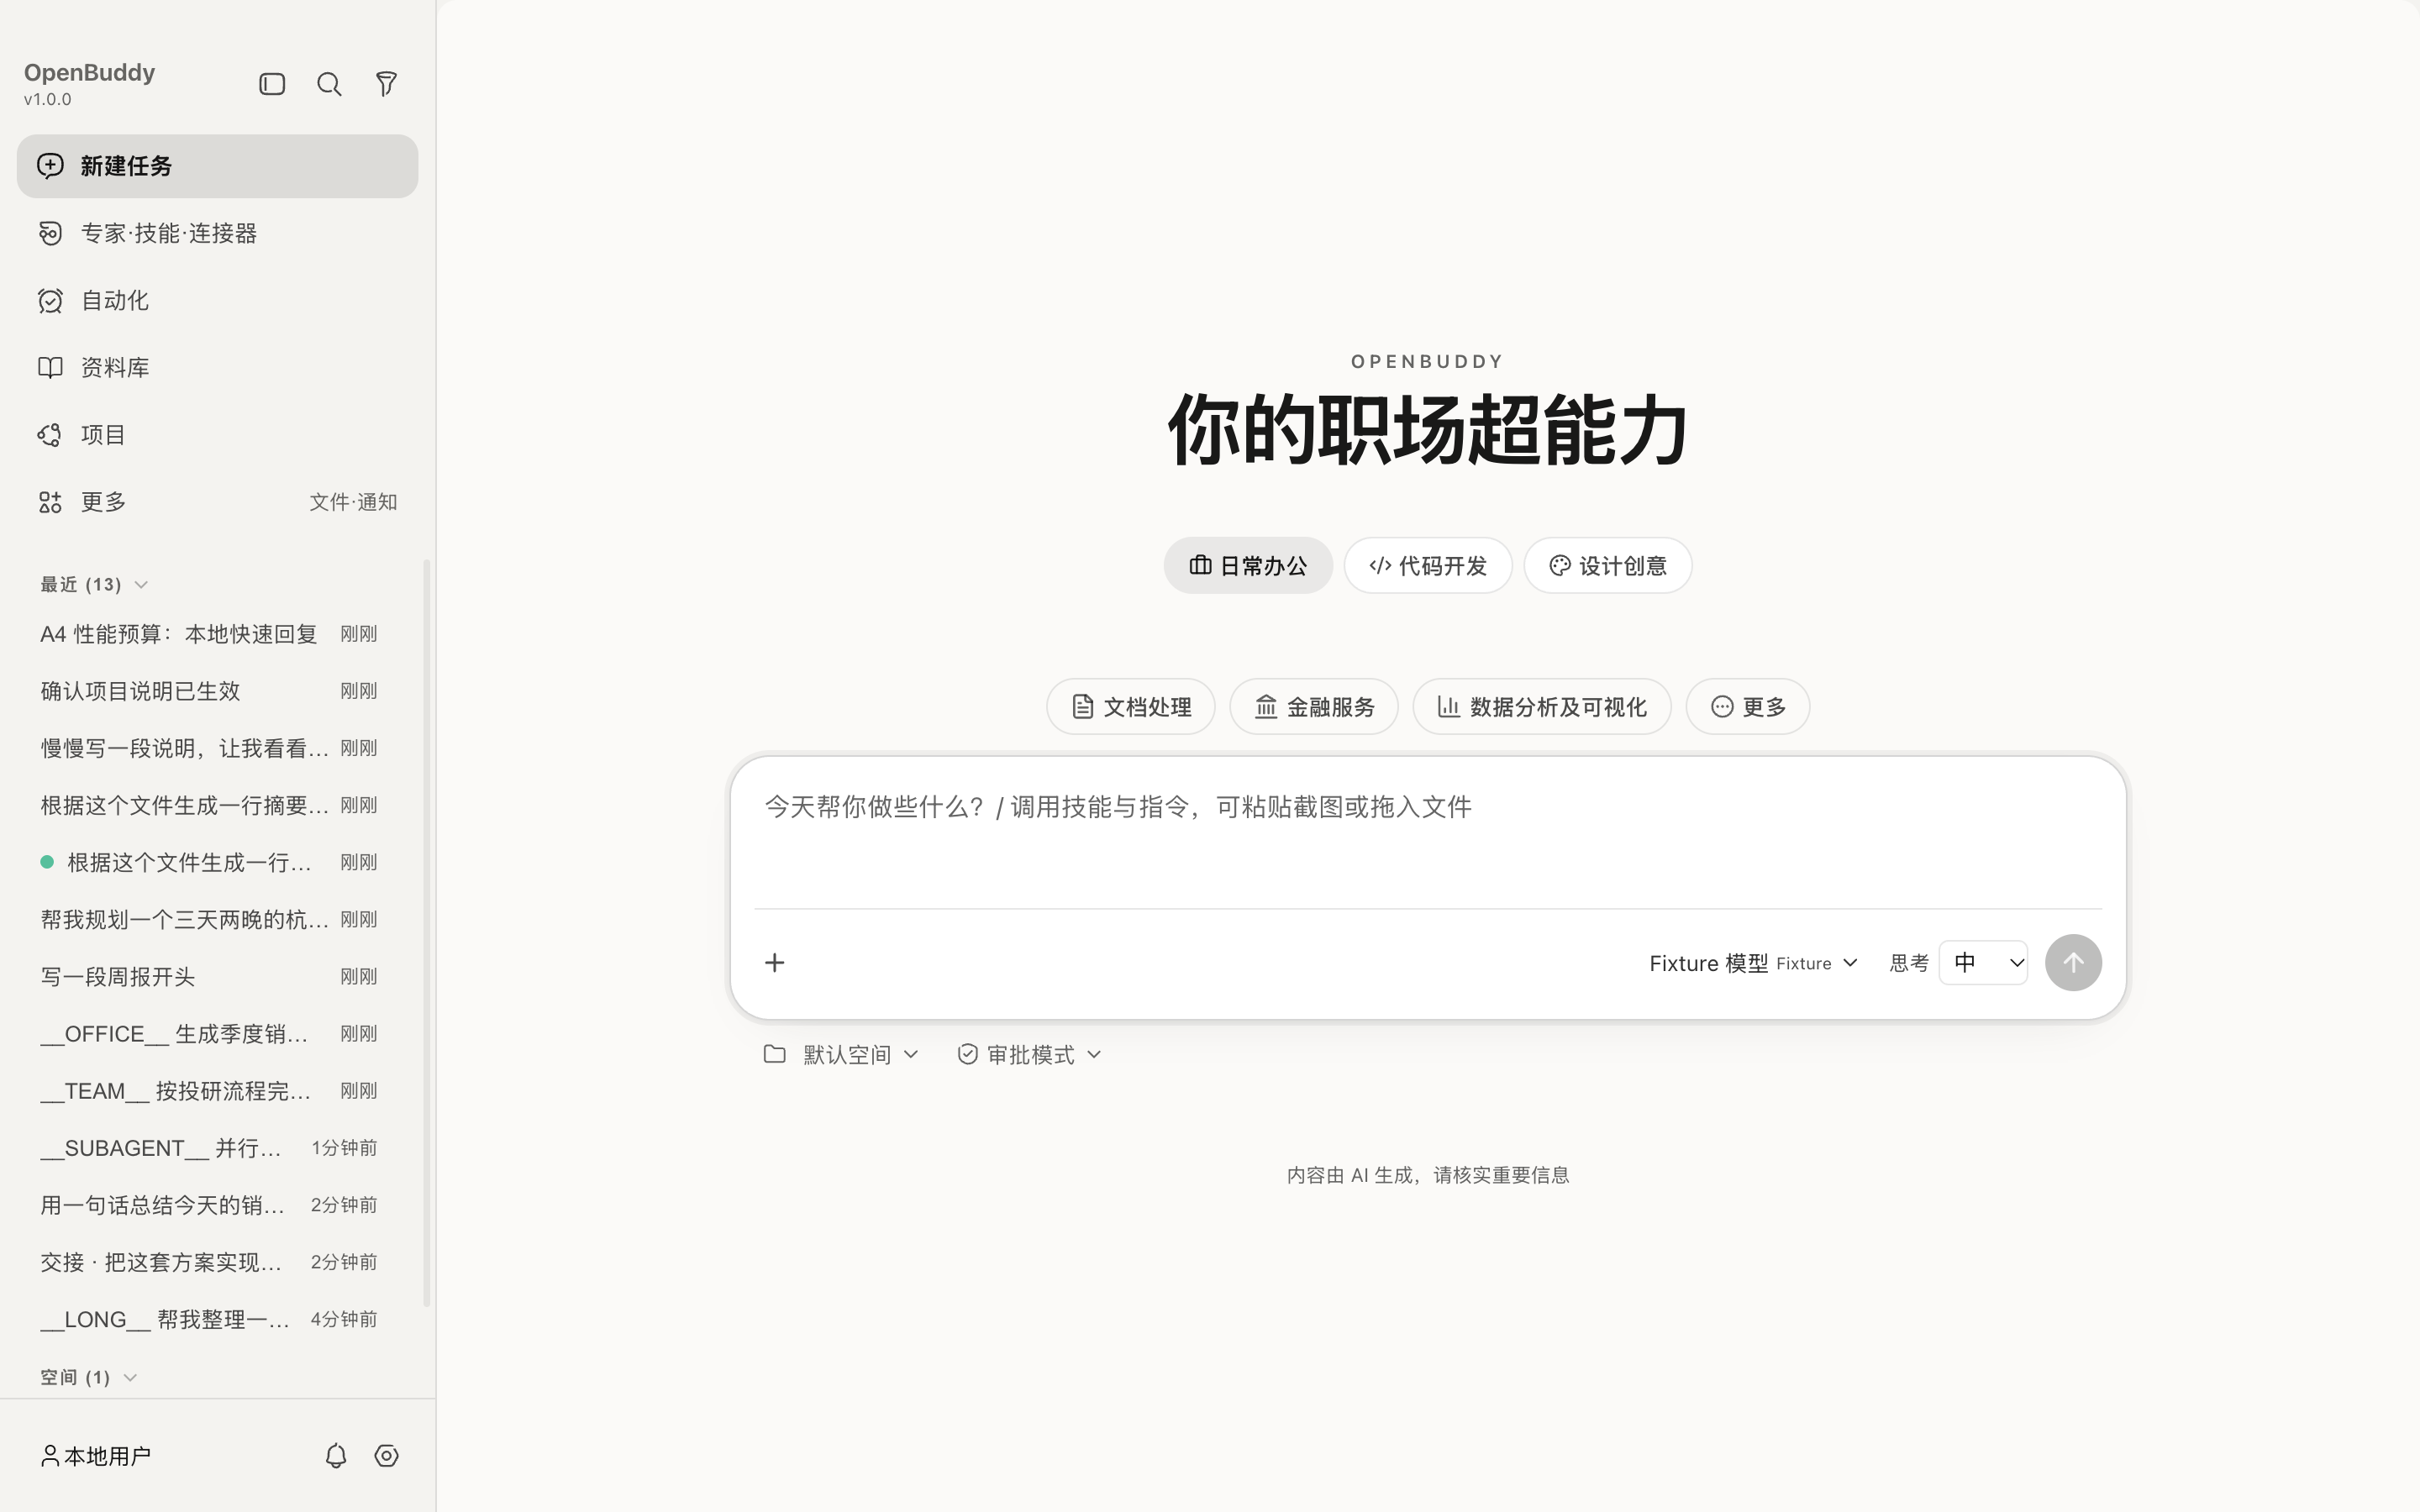 OpenBuddy
v1.0.0
新建任务
专家·技能·连接器
自动化
资料库
项目
更多 文件·通知
最近 (13)
A4 性能预算：本地快速回复 刚刚
确认项目说明已生效 刚刚
慢慢写一段说明，让我看看… 刚刚
根据这个文件生成一行摘要… 刚刚
根据这个文件生成一行… 刚刚
帮我规划一个三天两晚的杭… 刚刚
写一段周报开头 刚刚
__OFFICE__ 生成季度销… 刚刚
__TEAM__ 按投研流程完… 刚刚
__SUBAGENT__ 并行… 1分钟前
用一句话总结今天的销… 2分钟前
交接 · 把这套方案实现… 2分钟前
__LONG__ 帮我整理一… 4分钟前
空间 (1)
本地用户
OPENBUDDY
你的职场超能力
日常办公 代码开发 设计创意
文档处理 金融服务 数据分析及可视化 更多
今天帮你做些什么？/ 调用技能与指令，可粘贴截图或拖入文件
Fixture 模型 Fixture 思考 中
默认空间 审批模式
内容由 AI 生成，请核实重要信息